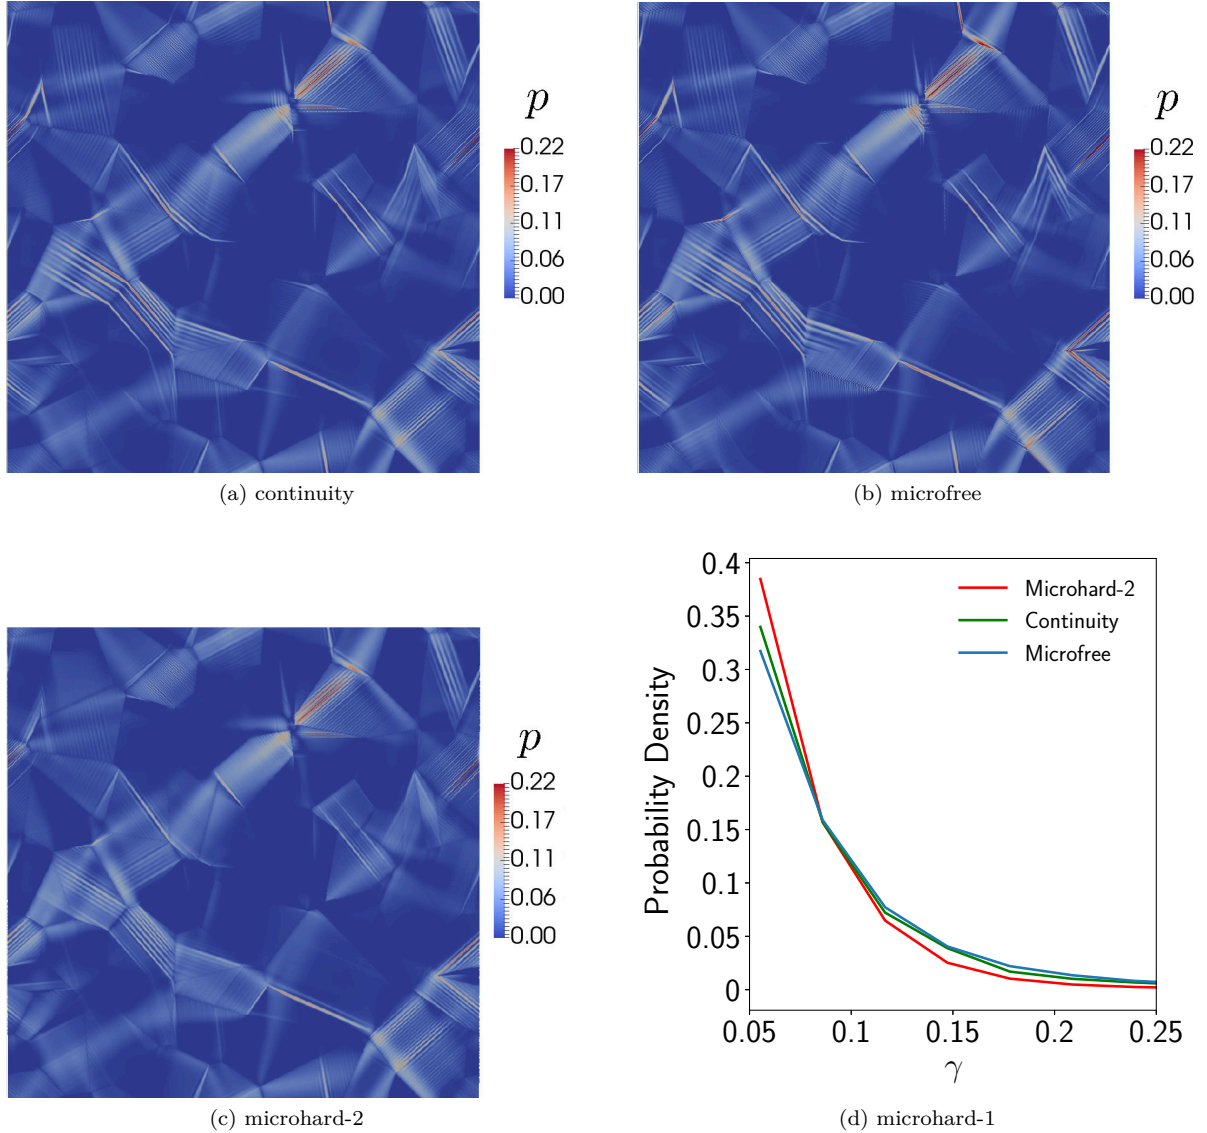 p
0.22
0.17
0.11
0.06
0.00
(a) continuity
p
0.22
0.17
0.11
0.06
0.00
(b) microfree
p
0.22
0.17
0.11
0.06
0.00
(c) microhard-2
Probability Density
0.4
0.35
0.3
0.25
0.2
0.15
0.1
0.05
0
Microhard-2
Continuity
Microfree
0.05 0.1 0.15 0.2 0.25
γ
(d) microhard-1